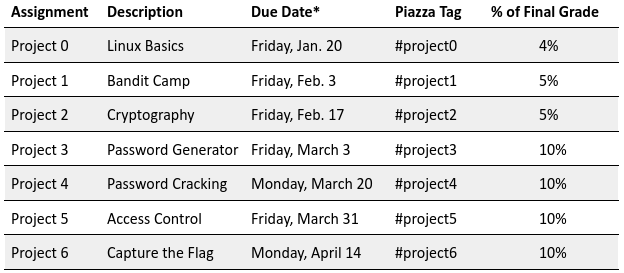 Assignment Description Due Date* Piazza Tag % of Final Grade
Project 0 Linux Basics Friday, Jan. 20 #project0 4%
Project 1 Bandit Camp Friday, Feb. 3 #project1 5%
Project 2 Cryptography Friday, Feb. 17 #project2 5%
Project 3 Password Generator Friday, March 3 #project3 10%
Project 4 Password Cracking Monday, March 20 #project4 10%
Project 5 Access Control Friday, March 31 #project5 10%
Project 6 Capture the Flag Monday, April 14 #project6 10%